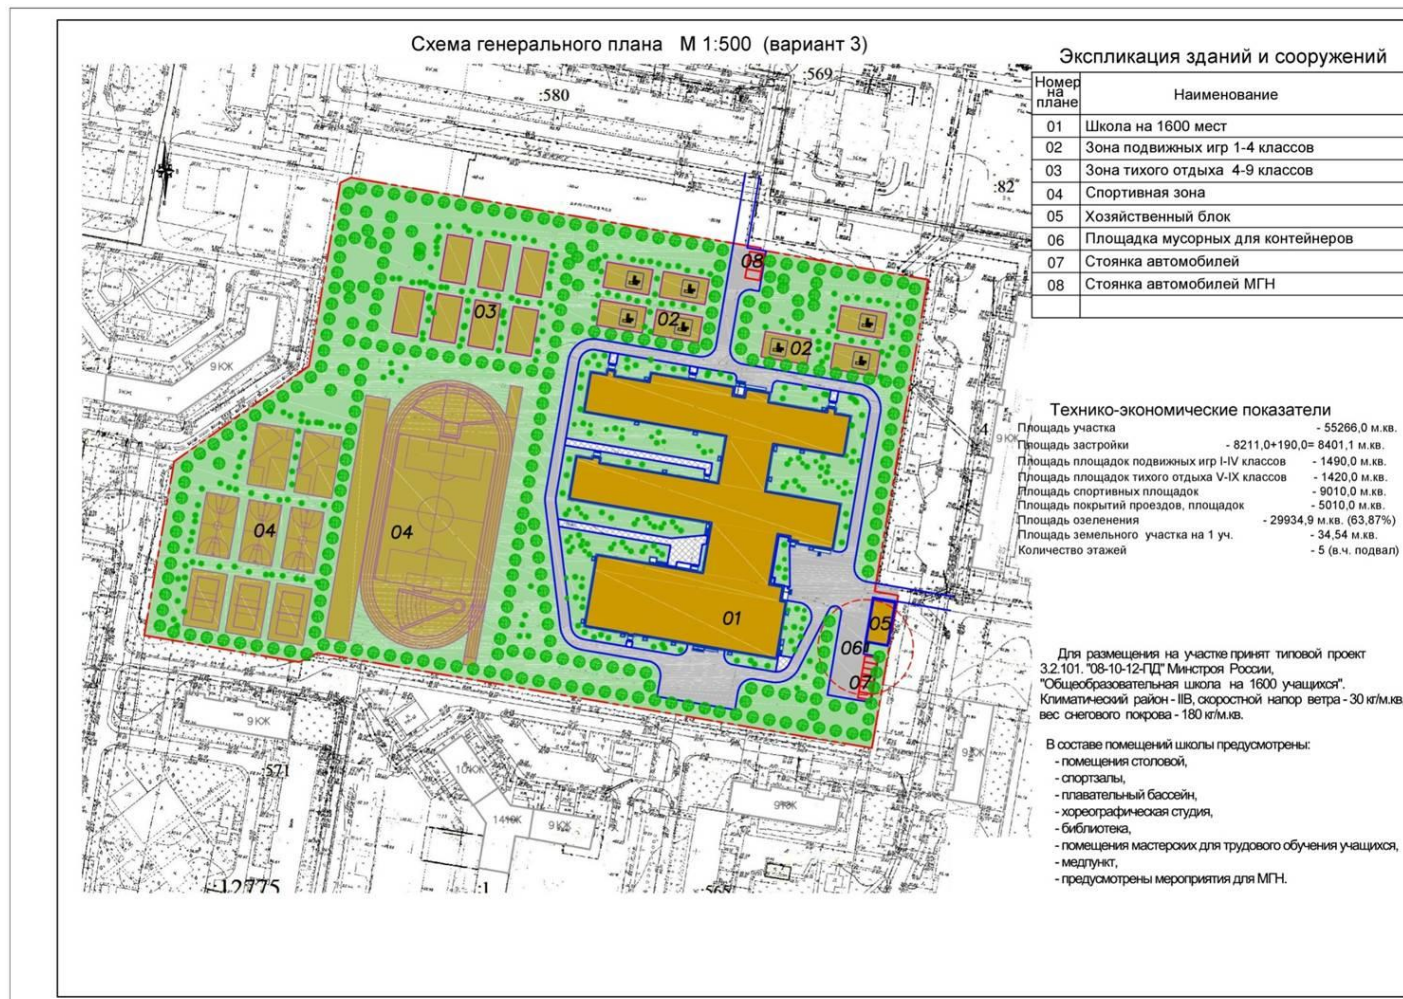 Схема генерального плана М 1:500 (вариант 3)
:569
:580
:82
9КЖ
08
03
02
02
04
04
01
05
06
07
4
9КЖ
9КЖ
:571
10КЖ
14КЖ
9КЖ
9КЖ
:12775
:1
:565
Экспликация зданий и сооружений
Номер на плане Наименование
01 Школа на 1600 мест
02 Зона подвижных игр 1-4 классов
03 Зона тихого отдыха 4-9 классов
04 Спортивная зона
05 Хозяйственный блок
06 Площадка мусорных для контейнеров
07 Стоянка автомобилей
08 Стоянка автомобилей МГН
Технико-экономические показатели
Площадь участка - 55266,0 м.кв.
Площадь застройки - 8211,0+190,0= 8401,1 м.кв.
Площадь площадок подвижных игр I-IV классов - 1490,0 м.кв.
Площадь площадок тихого отдыха V-IX классов - 1420,0 м.кв.
Площадь спортивных площадок - 9010,0 м.кв.
Площадь покрытий проездов, площадок - 5010,0 м.кв.
Площадь озеленения - 29934,9 м.кв. (63,87%)
Площадь земельного участка на 1 уч. - 34,54 м.кв.
Количество этажей - 5 (в.ч. подвал)
Для размещения на участке принят типовой проект
3.2.101. "08-10-12-ПД" Минстроя России,
"Общеобразовательная школа на 1600 учащихся".
Климатический район - IIВ, скоростной напор ветра - 30 кг/м.кв
вес снегового покрова - 180 кг/м.кв.
В составе помещений школы предусмотрены:
- помещения столовой,
- спортзалы,
- плавательный бассейн,
- хореографическая студия,
- библиотека,
- помещения мастерских для трудового обучения учащихся,
- медпункт,
- предусмотрены мероприятия для МГН.